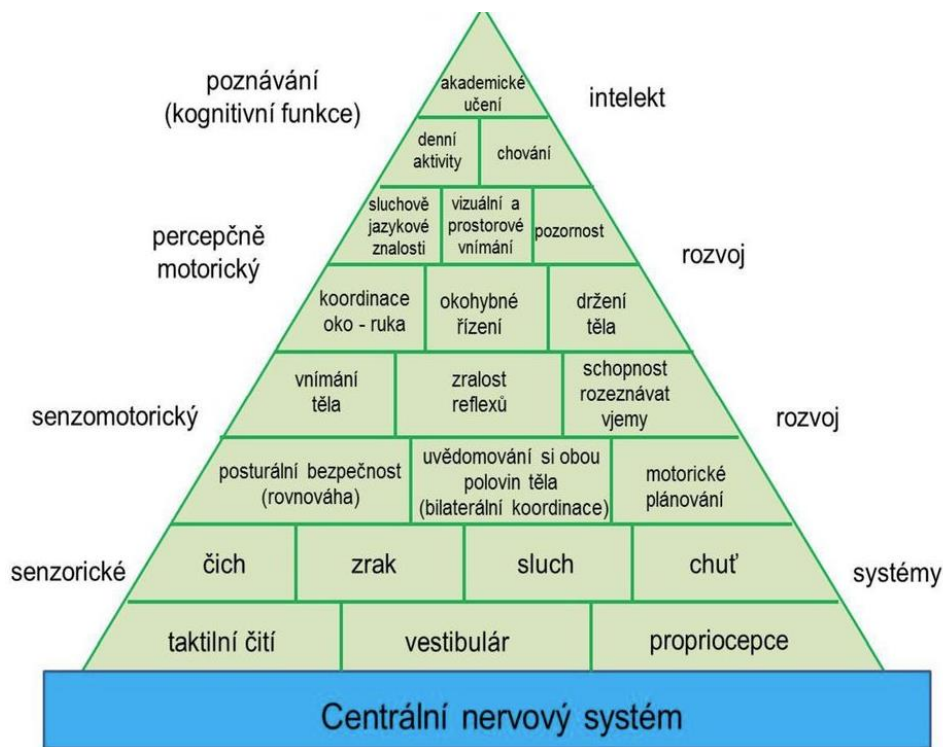 akademické
učení
poznávání
(kognitivní funkce)
intelekt
denní
aktivity
chování
sluchově
jazykové
znalosti
vizuální a
prostorové
vnímání
pozornost
percepčně
motorický
rozvoj
koordinace
oko - ruka
okohybné
řízení
držení
těla
vnímání
těla
zralost
reflexů
schopnost
rozeznávat
vjemy
senzomotorický
rozvoj
posturální bezpečnost
(rovnováha)
uvědomování si obou
polovin těla
(bilaterální koordinace)
motorické
plánování
senzorické
čich
zrak
sluch
chuť
systémy
taktilní čití
vestibulár
propriocepce
Centrální nervový systém